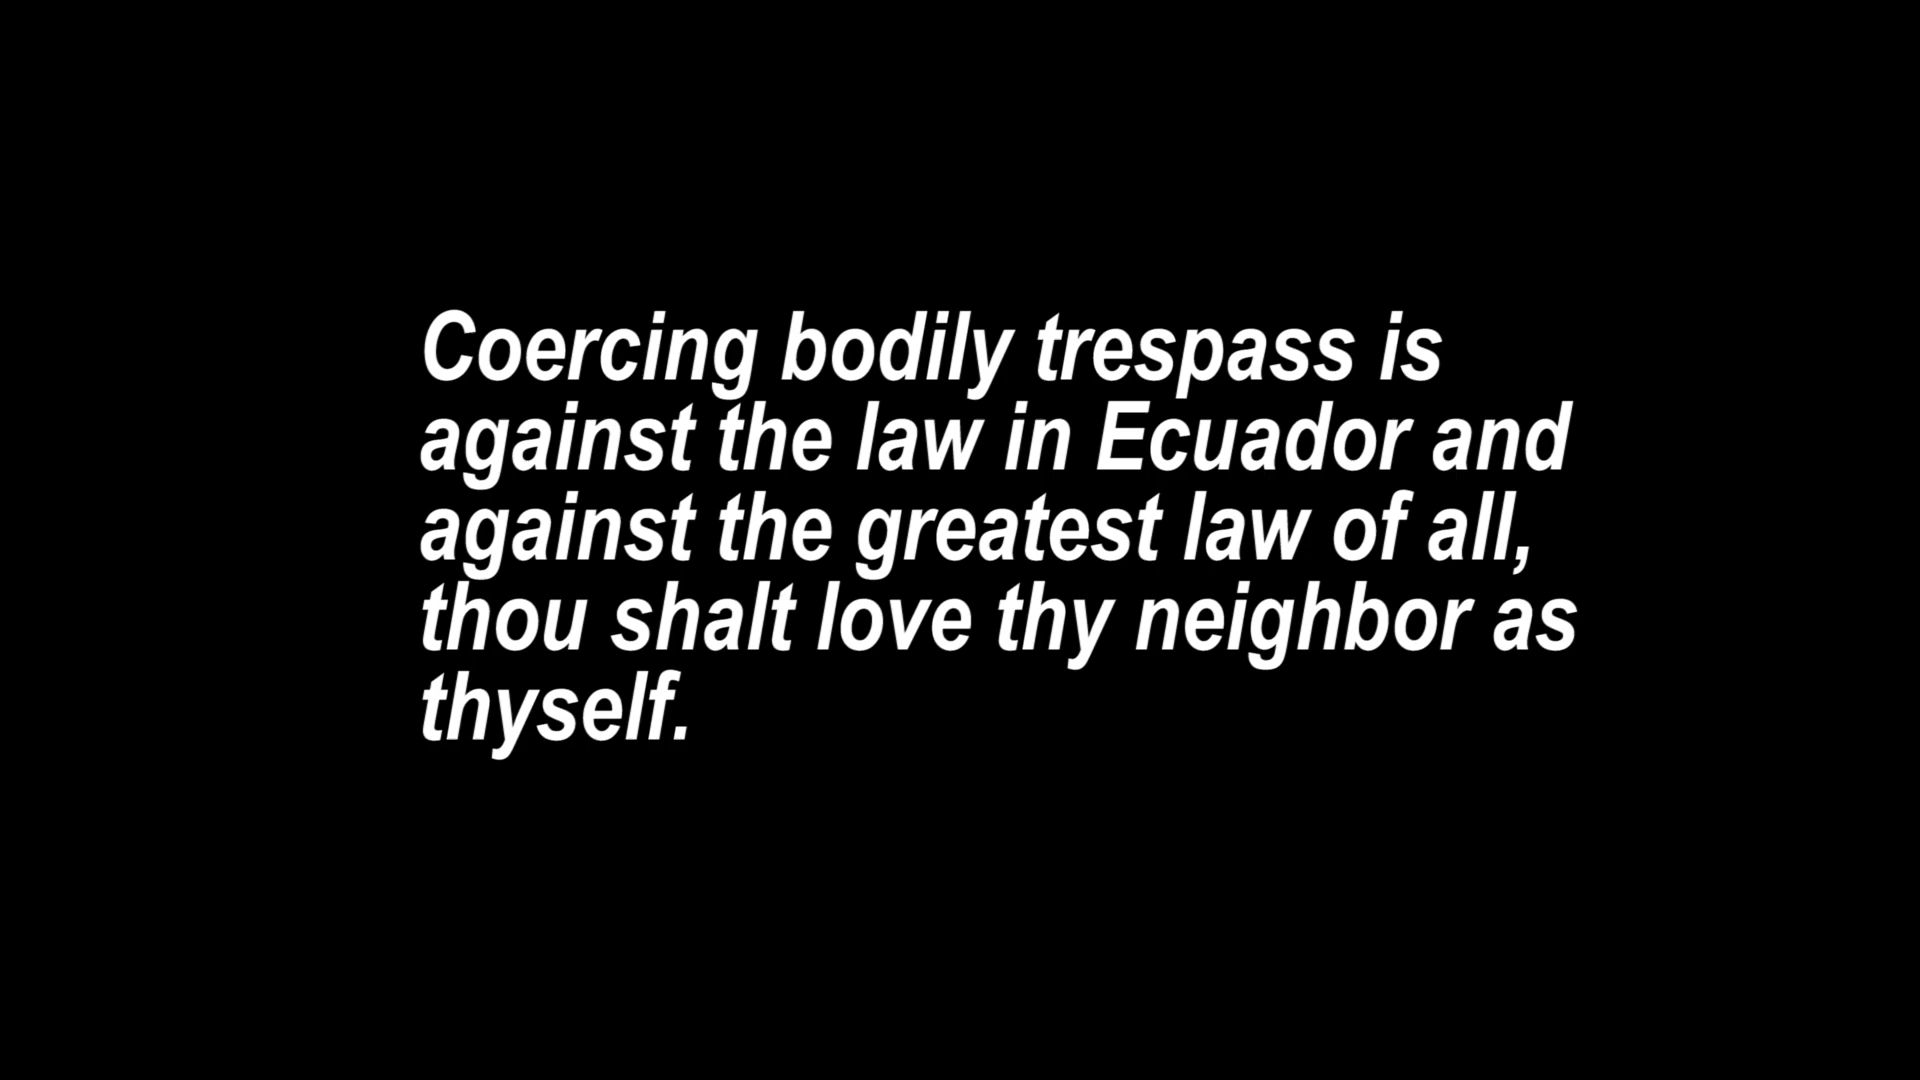 Coercing bodily trespass is
against the law in Ecuador and
against the greatest law of all,
thou shalt love thy neighbor as
thyself.